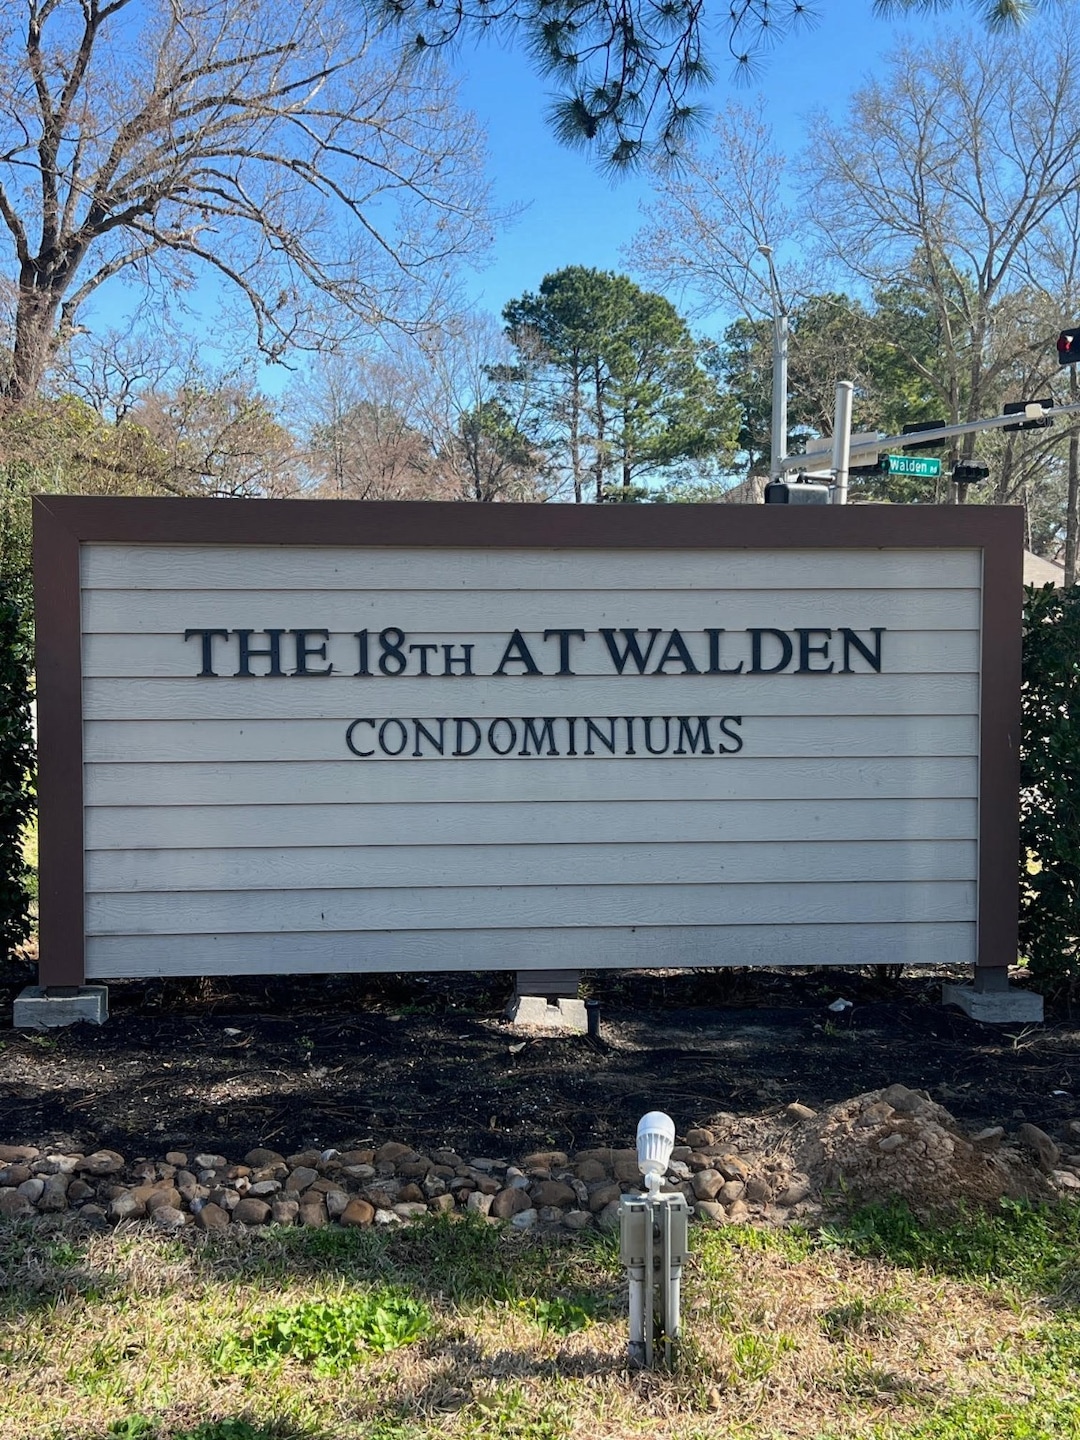 Walden Rd
THE 18TH AT WALDEN
CONDOMINIUMS